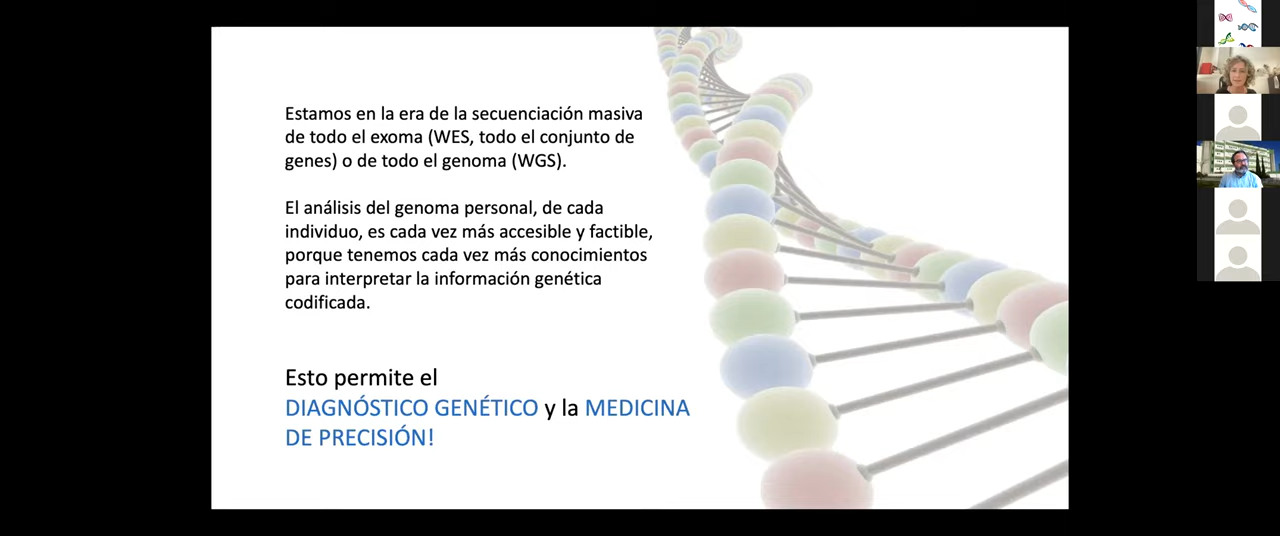 Estamos en la era de la secuenciación masiva
de todo el exoma (WES, todo el conjunto de
genes) o de todo el genoma (WGS).
El análisis del genoma personal, de cada
individuo, es cada vez más accesible y factible,
porque tenemos cada vez más conocimientos
para interpretar la información genética
codificada.
Esto permite el
DIAGNÓSTICO GENÉTICO y la MEDICINA
DE PRECISIÓN!